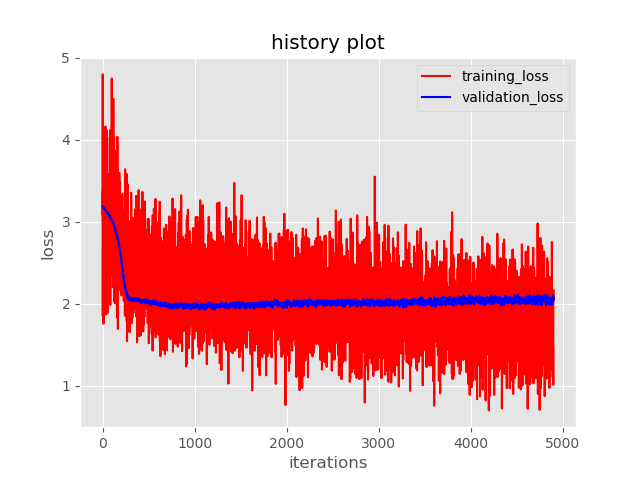 history plot
training_loss
validation_loss
5
4
3
2
1
loss
0 1000 2000 3000 4000 5000
iterations